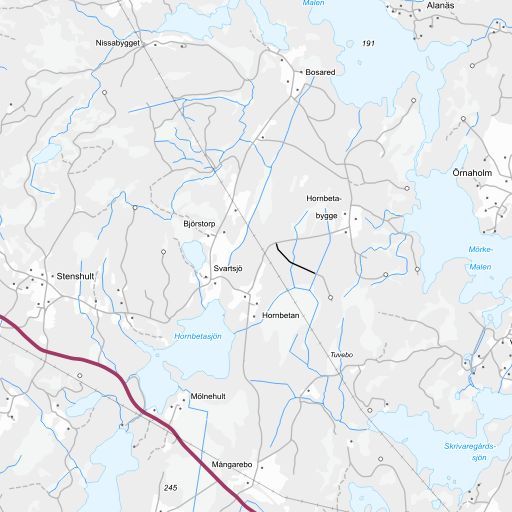 Malen
Alanäs
Nissabygget
191
Bosared
Örnaholm
Hornbeta-
bygge
Björstorp
Mörke-
Malen
Svartsjö
Stenshult
Hornbetan
Hornbetasjön
Tuvebo
Mölnehult
Skrivaregårds-
sjön
Mångarebo
245